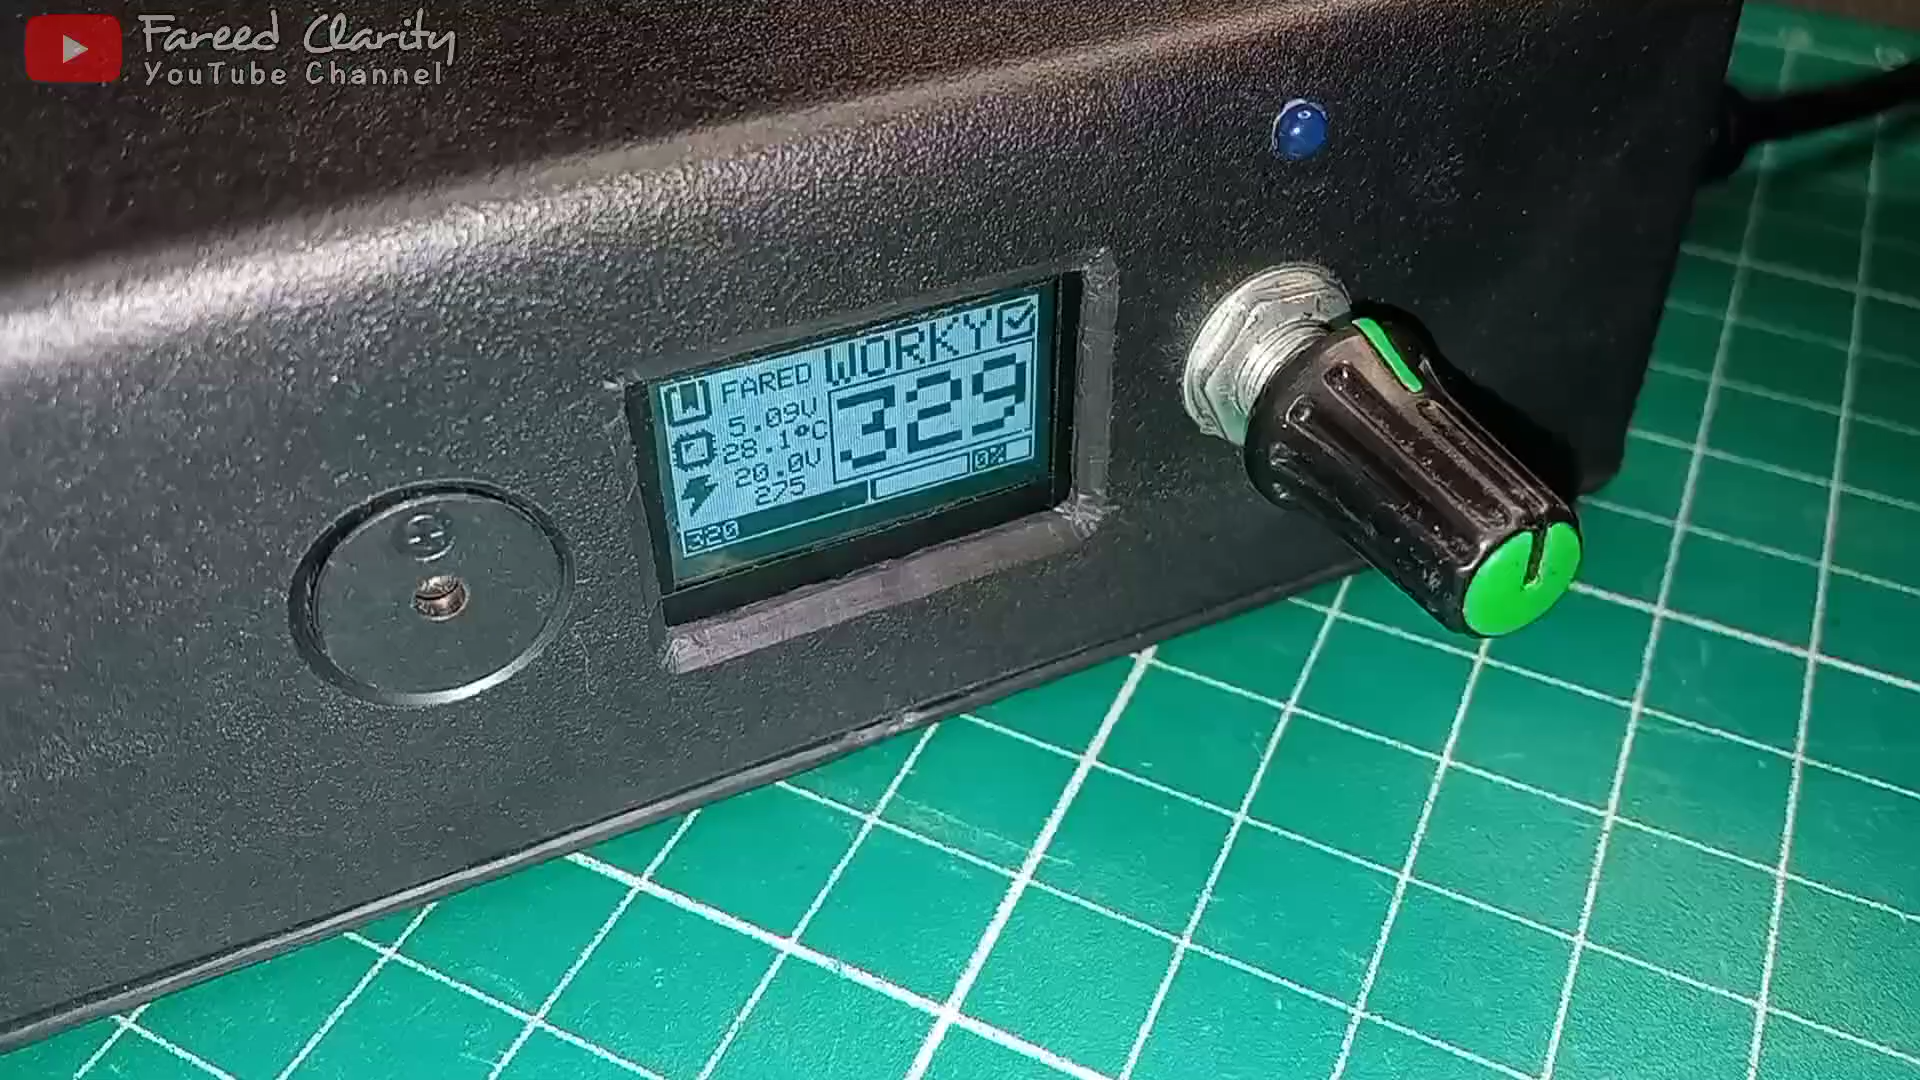 Fareed Clarity
YouTube Channel
W FARED WORKY
5.09V
329
28.1°C
20.0V
0%
275
320